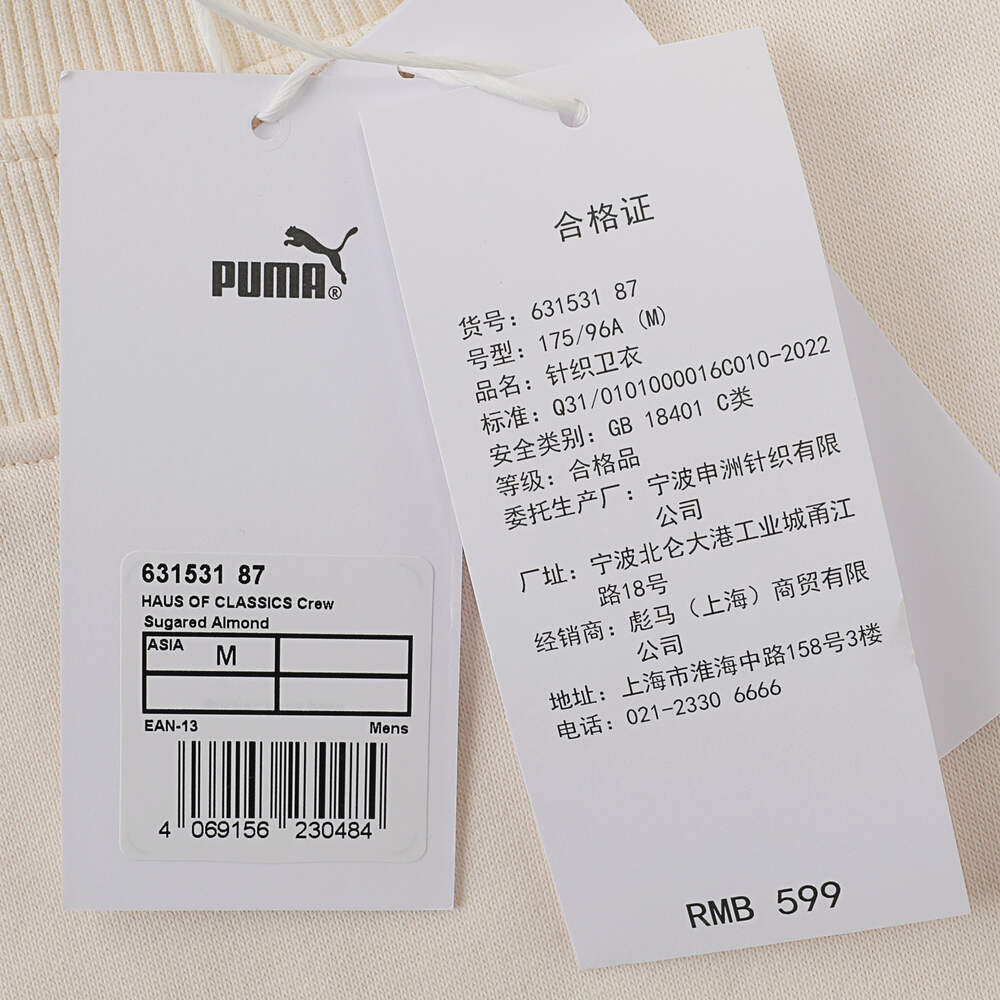 PUMA®
631531 87
HAUS OF CLASSICS Crew
Sugared Almond
ASIA M
EAN-13 Mens
4 069156 230484
合格证
货号：631531 87
号型：175/96A (M)
品名：针织卫衣
标准：Q31/0101000016C010-2022
安全类别：GB 18401 C类
等级：合格品
委托生产厂：宁波申洲针织有限
公司
厂址：宁波北仑大港工业城甬江
路18号
经销商：彪马（上海）商贸有限
公司
地址：上海市淮海中路158号3楼
电话：021-2330 6666
RMB 599